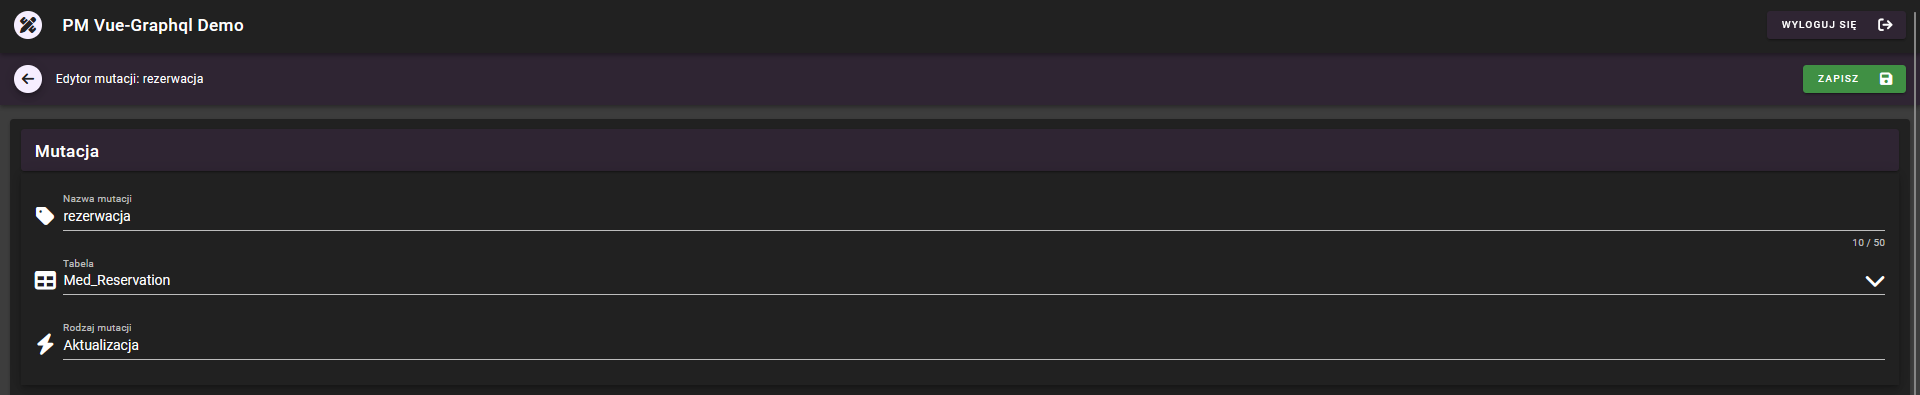 PM Vue-Graphql Demo
WYLOGUJ SIĘ
Edytor mutacji: rezerwacja
ZAPISZ
Mutacja
Nazwa mutacji
rezerwacja
10 / 50
Tabela
Med_Reservation
Rodzaj mutacji
Aktualizacja